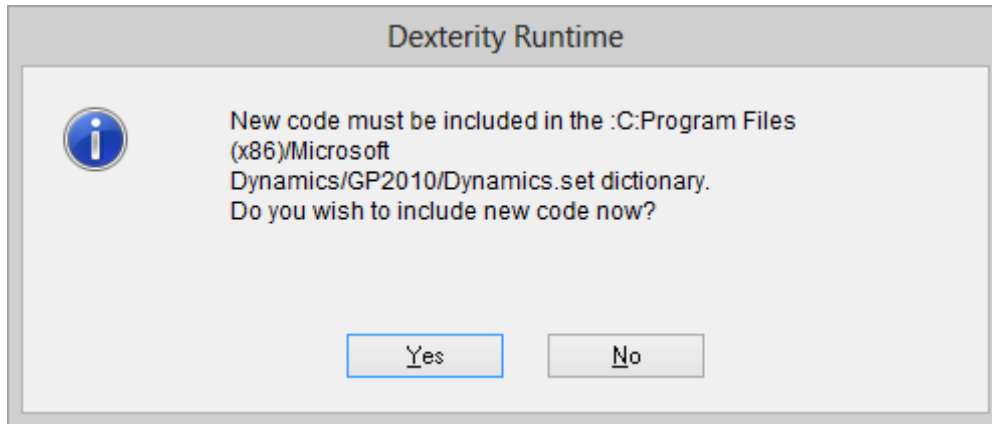 Dexterity Runtime
New code must be included in the :C:Program Files
(x86)/Microsoft
Dynamics/GP2010/Dynamics.set dictionary.
Do you wish to include new code now?
Yes
No